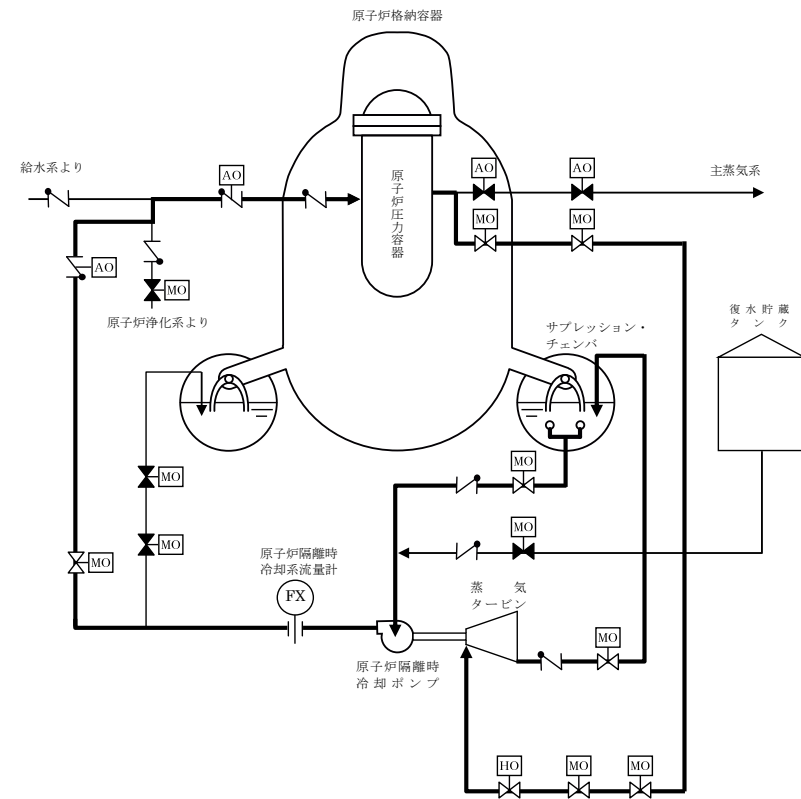 原子炉格納容器
給水系より
AO
AO
AO
主蒸気系
原子炉圧力容器
MO
MO
AO
MO
原子炉浄化系より
サプレッション・
チェンバ
復水貯蔵
タンク
MO
MO
MO
MO
MO
原子炉隔離時
冷却系流量計
FX
蒸気
タービン
MO
原子炉隔離時
冷却ポンプ
HO
MO
MO